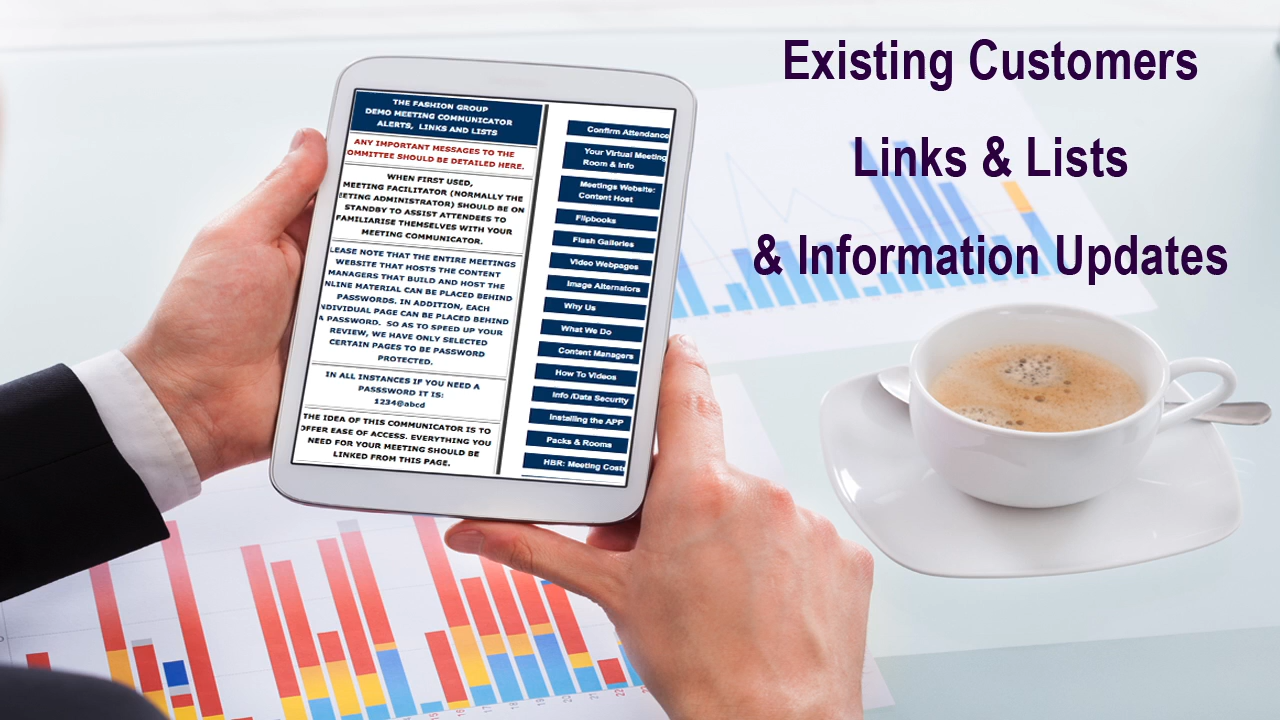 Existing Customers
Links & Lists
& Information Updates
THE FASHION GROUP
DEMO MEETING COMMUNICATOR
ALERTS, LINKS AND LISTS
ANY IMPORTANT MESSAGES TO THE
OMMITTEE SHOULD BE DETAILED HERE.
WHEN FIRST USED,
MEETING FACILITATOR (NORMALLY THE
EETING ADMINISTRATOR) SHOULD BE ON
STANDBY TO ASSIST ATTENDEES TO
FAMILIARISE THEMSELVES WITH YOUR
MEETING COMMUNICATOR.
LEASE NOTE THAT THE ENTIRE MEETINGS
WEBSITE THAT HOSTS THE CONTENT
MANAGERS THAT BUILD AND HOST THE
NLINE MATERIAL CAN BE PLACED BEHIND
PASSWORDS. IN ADDITION, EACH
NDIVIDUAL PAGE CAN BE PLACED BEHIND
A PASSWORD. SO AS TO SPEED UP YOUR
REVIEW, WE HAVE ONLY SELECTED
CERTAIN PAGES TO BE PASSWORD
PROTECTED.
IN ALL INSTANCES IF YOU NEED A
PASSSWORD IT IS:
1234@abcd
THE IDEA OF THIS COMMUNICATOR IS TO
OFFER EASE OF ACCESS. EVERYTHING YOU
NEED FOR YOUR MEETING SHOULD BE
LINKED FROM THIS PAGE.
Confirm Attendance
Your Virtual Meeting
Room & Info
Meetings Website:
Content Host
Flipbooks
Flash Galleries
Video Webpages
Image Alternators
Why Us
What We Do
Content Managers
How To Videos
Info /Data Security
Installing the APP
Packs & Rooms
HBR: Meeting Costs